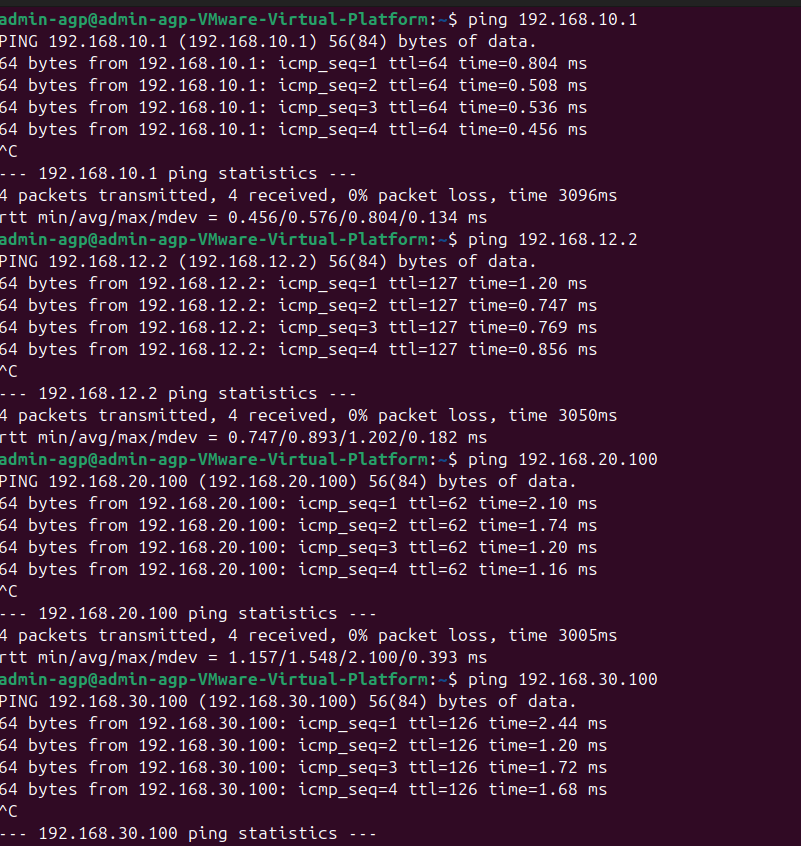 admin-agp@admin-agp-VMware-Virtual-Platform:~$ ping 192.168.10.1
PING 192.168.10.1 (192.168.10.1) 56(84) bytes of data.
64 bytes from 192.168.10.1: icmp_seq=1 ttl=64 time=0.804 ms
64 bytes from 192.168.10.1: icmp_seq=2 ttl=64 time=0.508 ms
64 bytes from 192.168.10.1: icmp_seq=3 ttl=64 time=0.536 ms
64 bytes from 192.168.10.1: icmp_seq=4 ttl=64 time=0.456 ms
^C
--- 192.168.10.1 ping statistics ---
4 packets transmitted, 4 received, 0% packet loss, time 3096ms
rtt min/avg/max/mdev = 0.456/0.576/0.804/0.134 ms
admin-agp@admin-agp-VMware-Virtual-Platform:~$ ping 192.168.12.2
PING 192.168.12.2 (192.168.12.2) 56(84) bytes of data.
64 bytes from 192.168.12.2: icmp_seq=1 ttl=127 time=1.20 ms
64 bytes from 192.168.12.2: icmp_seq=2 ttl=127 time=0.747 ms
64 bytes from 192.168.12.2: icmp_seq=3 ttl=127 time=0.769 ms
64 bytes from 192.168.12.2: icmp_seq=4 ttl=127 time=0.856 ms
^C
--- 192.168.12.2 ping statistics ---
4 packets transmitted, 4 received, 0% packet loss, time 3050ms
rtt min/avg/max/mdev = 0.747/0.893/1.202/0.182 ms
admin-agp@admin-agp-VMware-Virtual-Platform:~$ ping 192.168.20.100
PING 192.168.20.100 (192.168.20.100) 56(84) bytes of data.
64 bytes from 192.168.20.100: icmp_seq=1 ttl=62 time=2.10 ms
64 bytes from 192.168.20.100: icmp_seq=2 ttl=62 time=1.74 ms
64 bytes from 192.168.20.100: icmp_seq=3 ttl=62 time=1.20 ms
64 bytes from 192.168.20.100: icmp_seq=4 ttl=62 time=1.16 ms
^C
--- 192.168.20.100 ping statistics ---
4 packets transmitted, 4 received, 0% packet loss, time 3005ms
rtt min/avg/max/mdev = 1.157/1.548/2.100/0.393 ms
admin-agp@admin-agp-VMware-Virtual-Platform:~$ ping 192.168.30.100
PING 192.168.30.100 (192.168.30.100) 56(84) bytes of data.
64 bytes from 192.168.30.100: icmp_seq=1 ttl=126 time=2.44 ms
64 bytes from 192.168.30.100: icmp_seq=2 ttl=126 time=1.20 ms
64 bytes from 192.168.30.100: icmp_seq=3 ttl=126 time=1.72 ms
64 bytes from 192.168.30.100: icmp_seq=4 ttl=126 time=1.68 ms
^C
--- 192.168.30.100 ping statistics ---